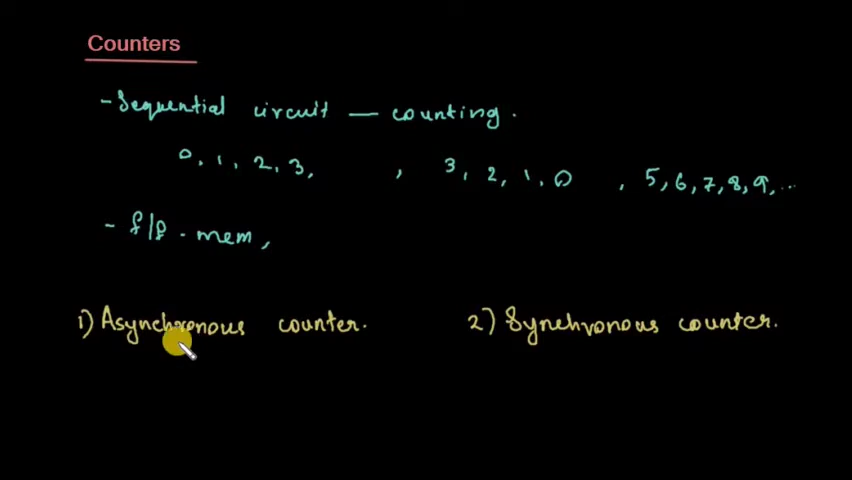 Counters
- Sequential circuit — counting.
0, 1, 2, 3, , 3, 2, 1, 0 , 5, 6, 7, 8, 9, ...
- f/f - mem,
1) Asynchronous counter. 2) Synchronous counter.